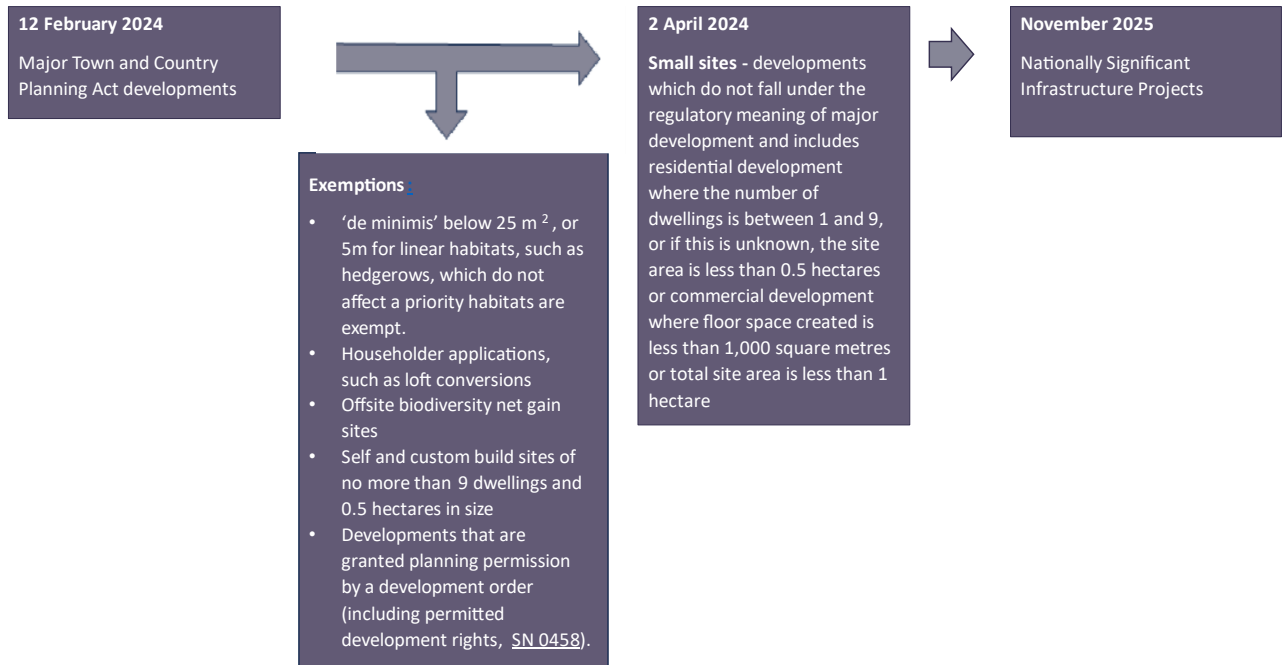 12 February 2024
Major Town and Country
Planning Act developments
Exemptions:
• ‘de minimis’ below 25 m ², or
5m for linear habitats, such as
hedgerows, which do not
affect a priority habitats are
exempt.
• Householder applications,
such as loft conversions
• Offsite biodiversity net gain
sites
• Self and custom build sites of
no more than 9 dwellings and
0.5 hectares in size
• Developments that are
granted planning permission
by a development order
(including permitted
development rights, SN 0458).
2 April 2024
Small sites - developments
which do not fall under the
regulatory meaning of major
development and includes
residential development
where the number of
dwellings is between 1 and 9,
or if this is unknown, the site
area is less than 0.5 hectares
or commercial development
where floor space created is
less than 1,000 square metres
or total site area is less than 1
hectare
November 2025
Nationally Significant
Infrastructure Projects